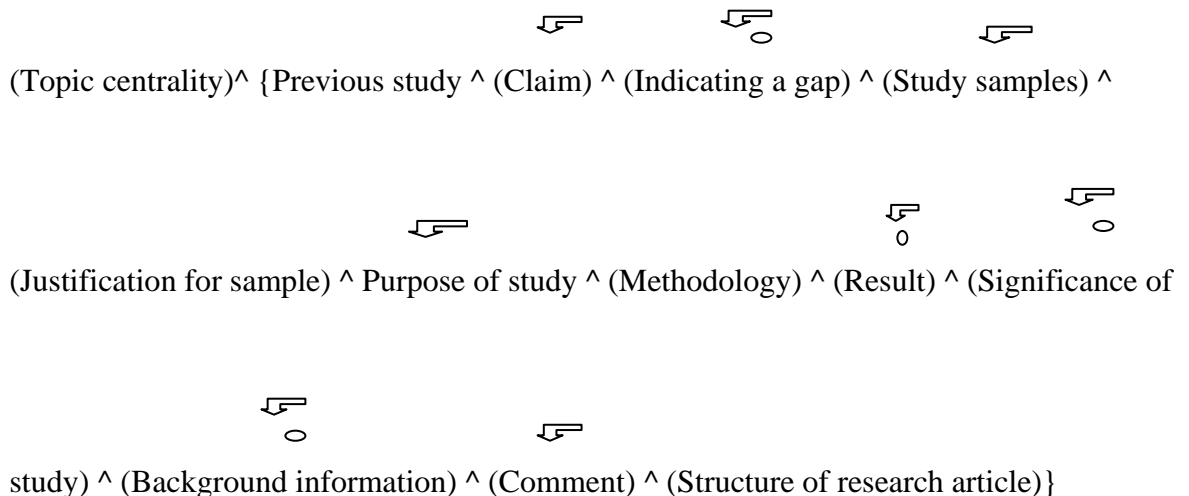 (Topic centrality)^ {Previous study ^ (Claim) ^ (Indicating a gap) ^ (Study samples) ^
(Justification for sample) ^ Purpose of study ^ (Methodology) ^ (Result) ^ (Significance of
study) ^ (Background information) ^ (Comment) ^ (Structure of research article)}